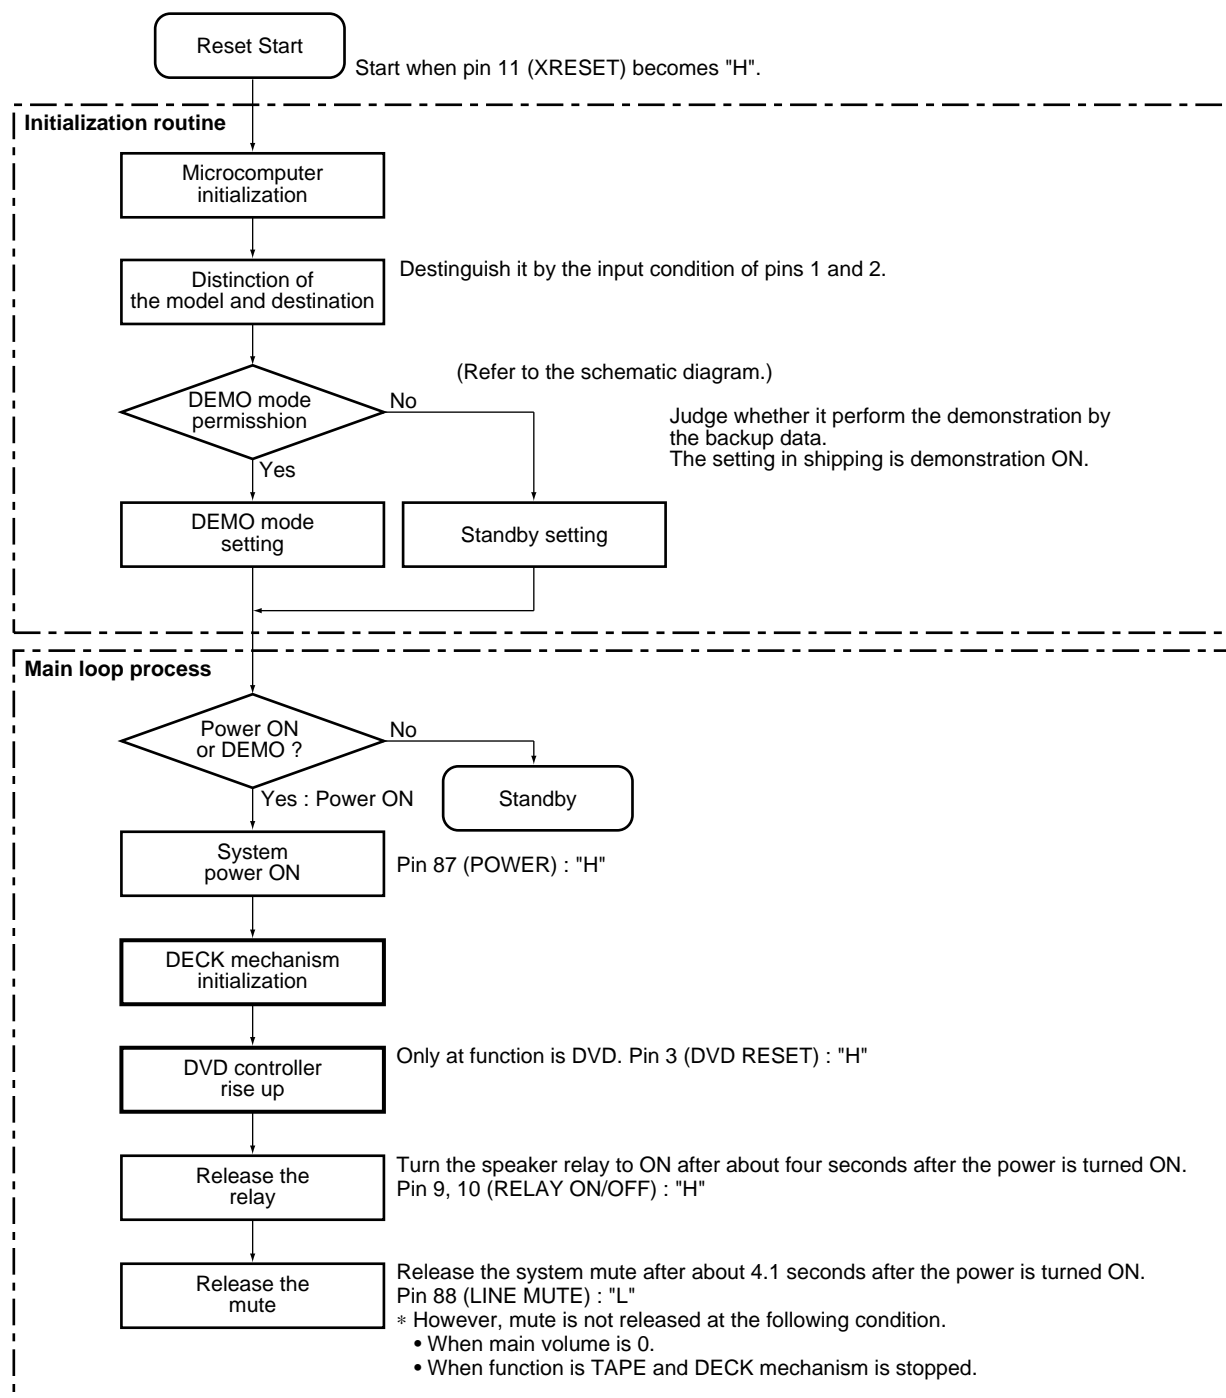 Reset Start
Start when pin 11 (XRESET) becomes "H".
Initialization routine
Microcomputer
initialization
Distinction of
the model and destination
Destinguish it by the input condition of pins 1 and 2.
(Refer to the schematic diagram.)
DEMO mode
permisshion
No
Judge whether it perform the demonstration by
the backup data.
The setting in shipping is demonstration ON.
Yes
DEMO mode
setting
Standby setting
Main loop process
Power ON
or DEMO ?
No
Yes : Power ON
Standby
System
power ON
Pin 87 (POWER) : "H"
DECK mechanism
initialization
DVD controller
rise up
Only at function is DVD. Pin 3 (DVD RESET) : "H"
Release the
relay
Turn the speaker relay to ON after about four seconds after the power is turned ON.
Pin 9, 10 (RELAY ON/OFF) : "H"
Release the
mute
Release the system mute after about 4.1 seconds after the power is turned ON.
Pin 88 (LINE MUTE) : "L"
* However, mute is not released at the following condition.
• When main volume is 0.
• When function is TAPE and DECK mechanism is stopped.